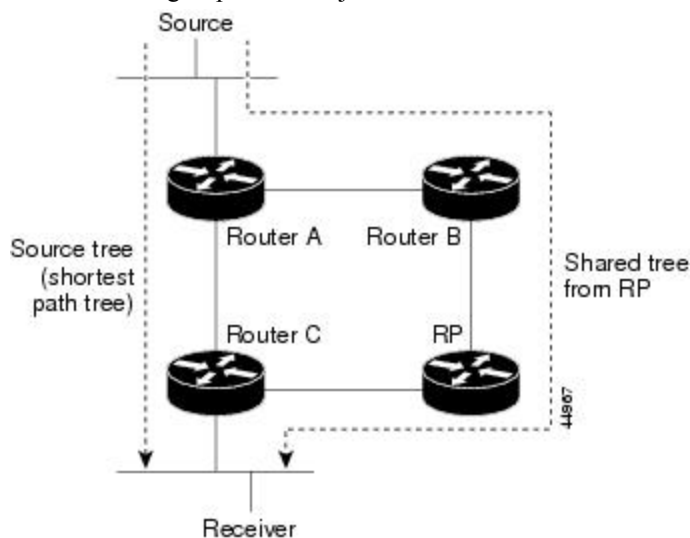 Source
Router A
Router B
Source tree
(shortest
path tree)
Shared tree
from RP
Router C
RP
44967
Receiver